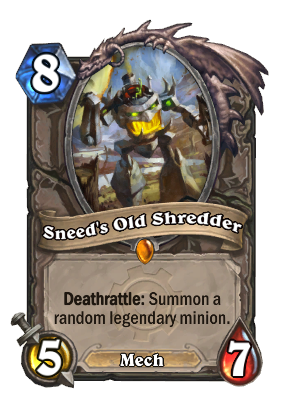 8
Sneed's Old Shredder
Deathrattle: Summon a
random legendary minion.
5
Mech
7